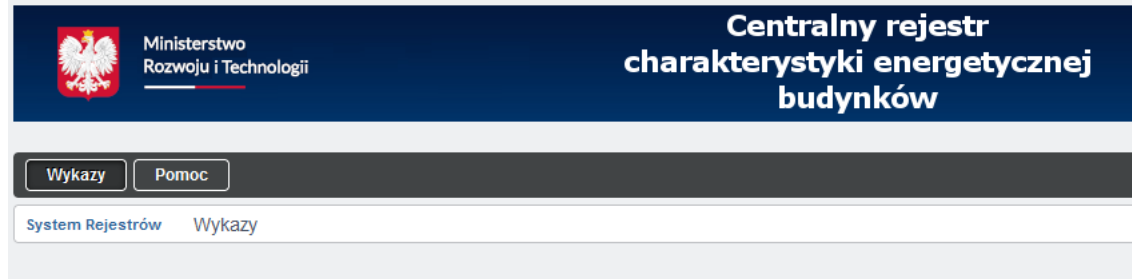 Ministerstwo
Rozwoju i Technologii
Centralny rejestr
charakterystyki energetycznej
budynków
Wykazy Pomoc
System Rejestrów Wykazy